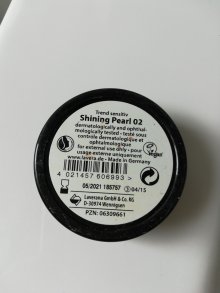 Trend sensitiv
Shining Pearl 02
dermatologically and ophthal-
mologically tested · testé sous
contrôle dermatologique et
ophtalmologique
for external use only · pour
usage externe uniquement
www.lavera.de
Made in Germany
4 021457 606993 >
05/2021 185757
04/15
Laverana GmbH & Co. KG
D-30974 Wennigsen
PZN: 06309661